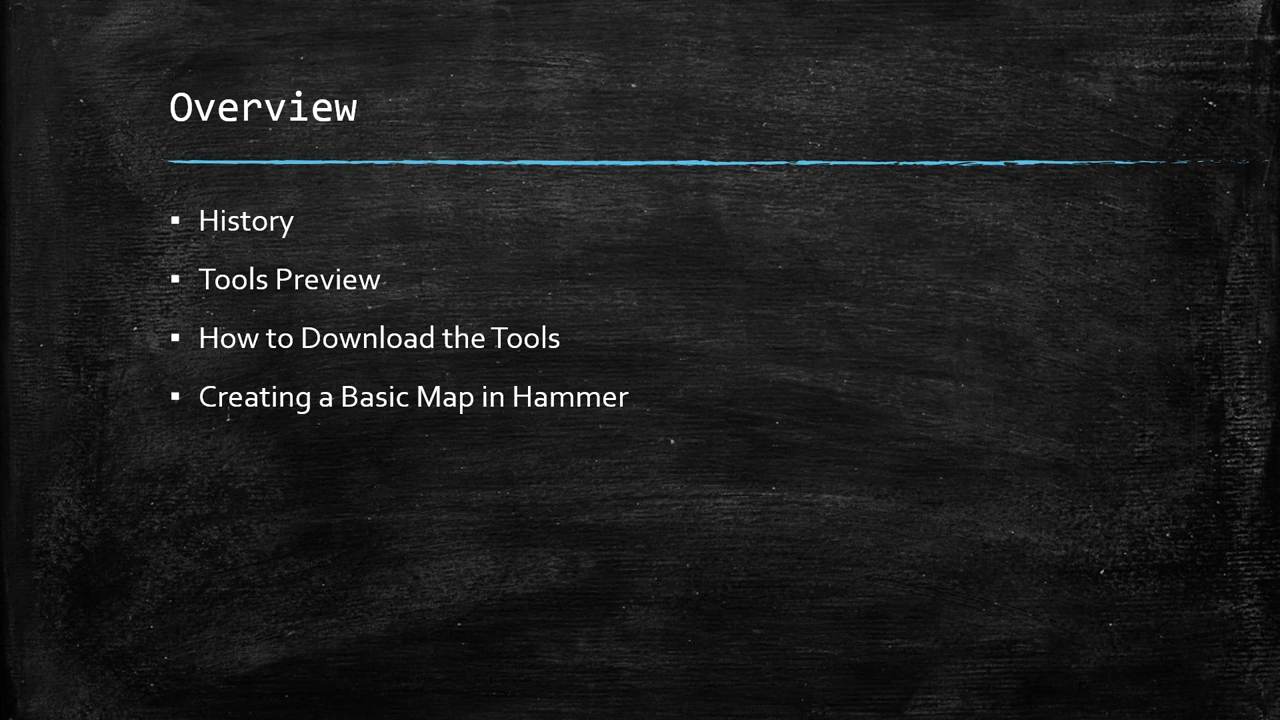 Overview
▪ History
▪ Tools Preview
▪ How to Download the Tools
▪ Creating a Basic Map in Hammer